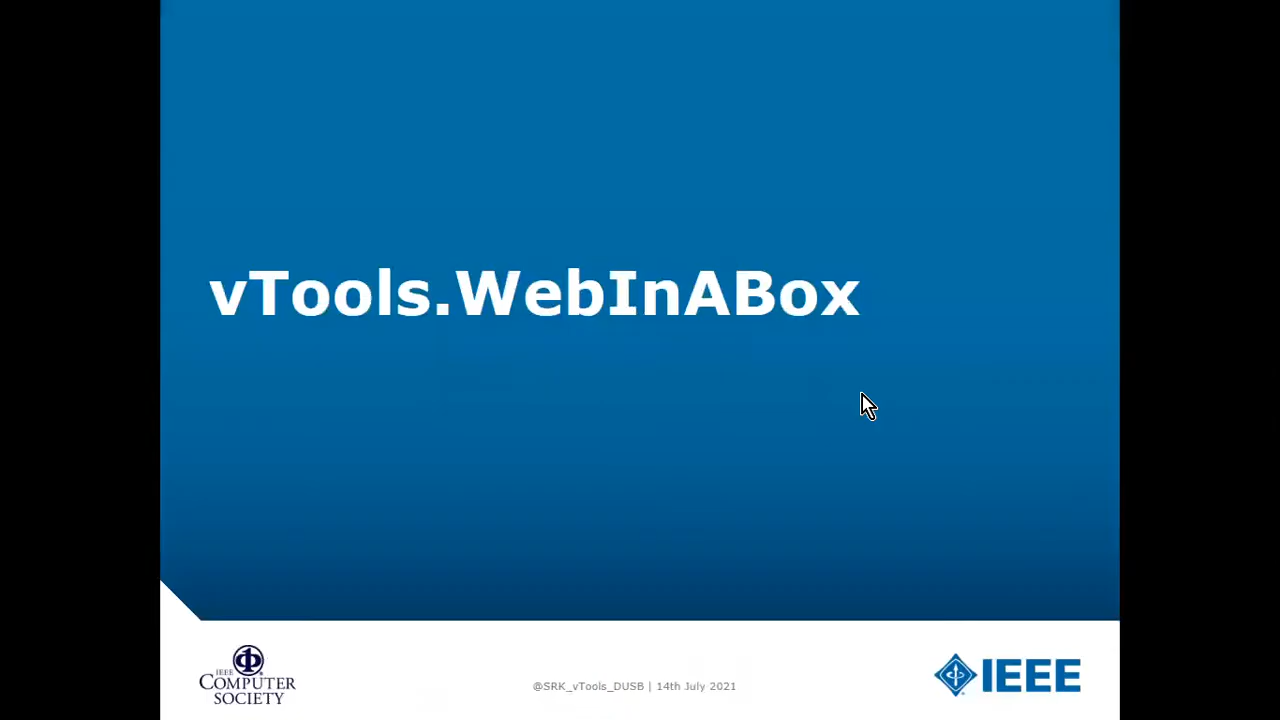 vTools.WebInABox
IEEE
COMPUTER
SOCIETY
@SRK_vTools_DUSB | 14th July 2021
IEEE